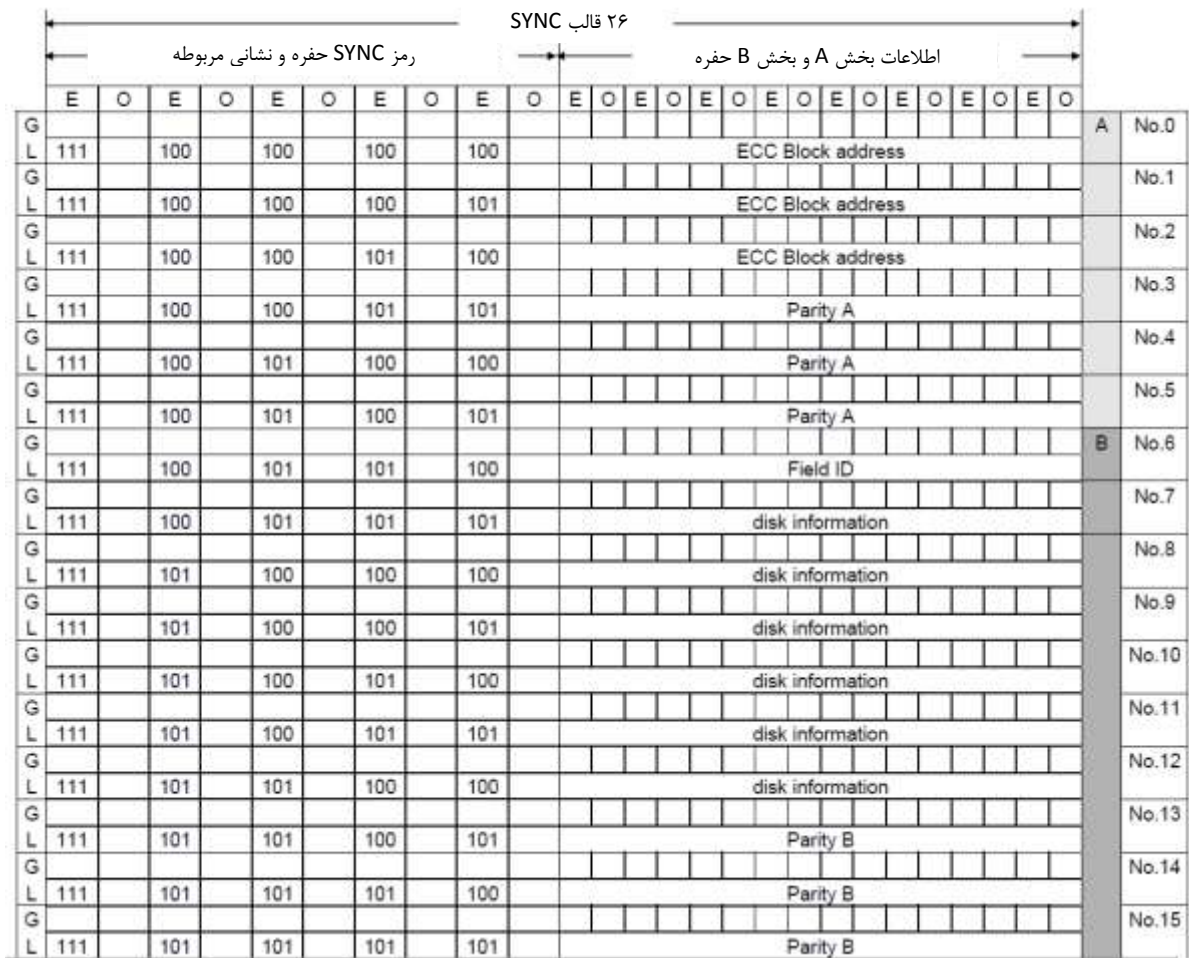 ۲۶ قالب SYNC
رمز SYNC حفره و نشانی مربوطه اطلاعات بخش A و بخش B حفره
E O E O E O E O E O E O E O E O E O E O E O E O E O
G A No.0
L 111 100 100 100 100 ECC Block address
G No.1
L 111 100 100 100 101 ECC Block address
G No.2
L 111 100 100 101 100 ECC Block address
G No.3
L 111 100 100 101 101 Parity A
G No.4
L 111 100 101 100 100 Parity A
G No.5
L 111 100 101 100 101 Parity A
G B No.6
L 111 100 101 101 100 Field ID
G No.7
L 111 100 101 101 101 disk information
G No.8
L 111 101 100 100 100 disk information
G No.9
L 111 101 100 100 101 disk information
G No.10
L 111 101 100 101 100 disk information
G No.11
L 111 101 100 101 101 disk information
G No.12
L 111 101 101 100 100 disk information
G No.13
L 111 101 101 100 101 Parity B
G No.14
L 111 101 101 101 100 Parity B
G No.15
L 111 101 101 101 101 Parity B